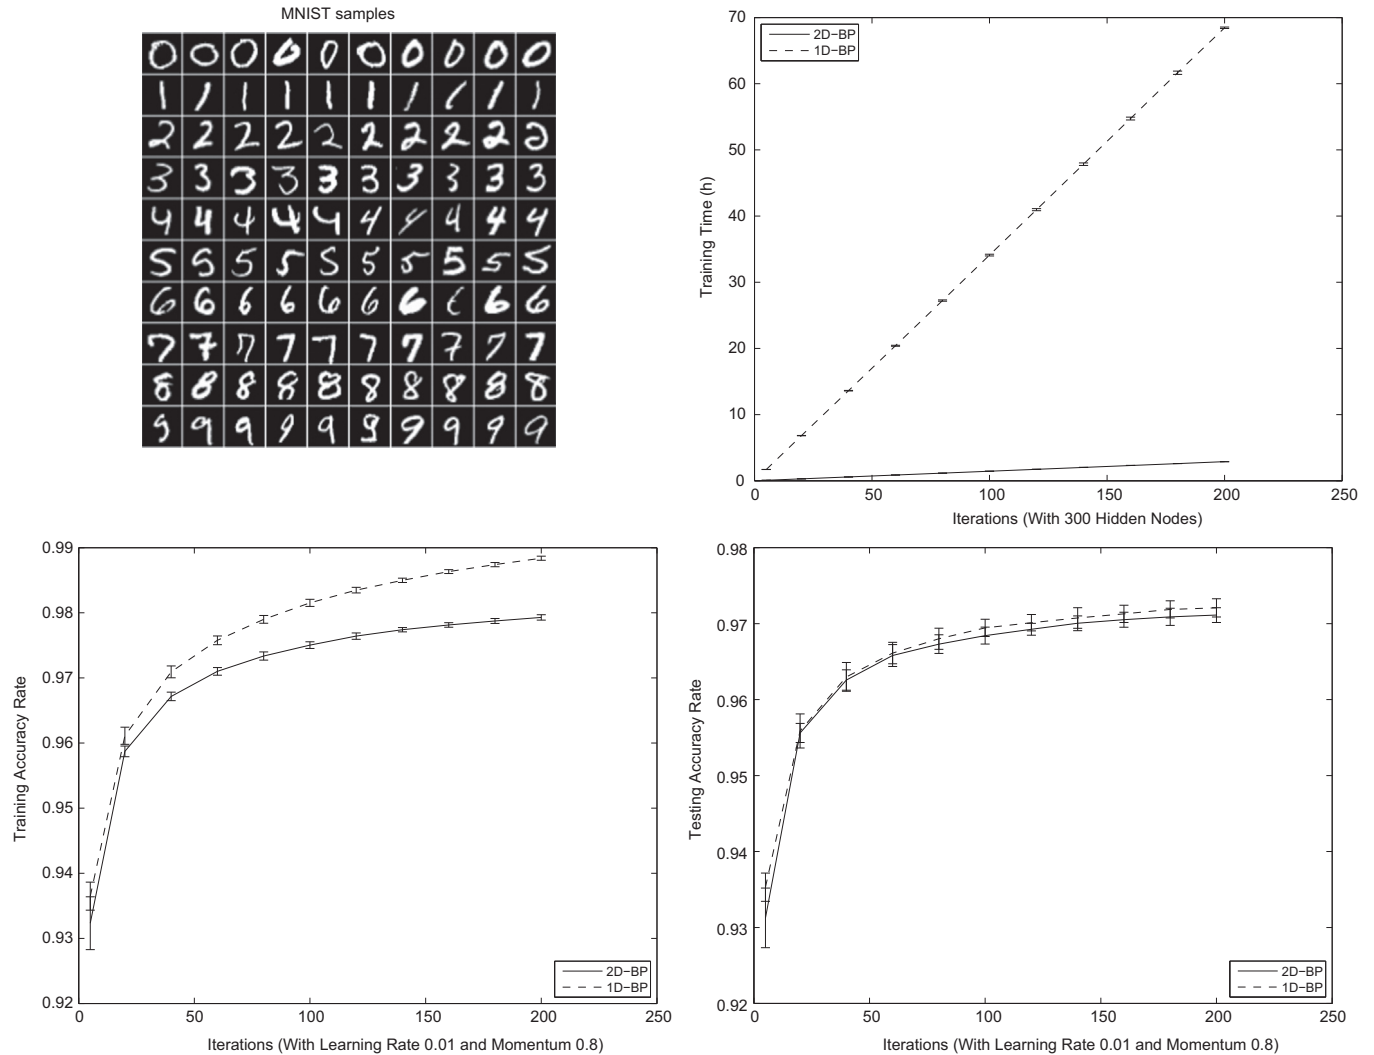 MNIST samples
0 0 0 0 0 0 0 0 0 0
1 1 1 1 1 1 1 1 1 1
2 2 2 2 2 2 2 2 2 2
3 3 3 3 3 3 3 3 3 3
4 4 4 4 4 4 4 4 4 4
5 5 5 5 5 5 5 5 5 5
6 6 6 6 6 6 6 6 6 6
7 7 7 7 7 7 7 7 7 7
8 8 8 8 8 8 8 8 8 8
9 9 9 9 9 9 9 9 9 9
70
60
50
40
30
20
10
0
Training Time (h)
2D−BP
1D−BP
0 50 100 150 200 250
Iterations (With 300 Hidden Nodes)
0.99
0.98
0.97
0.96
0.95
0.94
0.93
0.92
Training Accuracy Rate
2D−BP
1D−BP
0 50 100 150 200 250
Iterations (With Learning Rate 0.01 and Momentum 0.8)
0.98
0.97
0.96
0.95
0.94
0.93
0.92
Testing Accuracy Rate
2D−BP
1D−BP
0 50 100 150 200 250
Iterations (With Learning Rate 0.01 and Momentum 0.8)